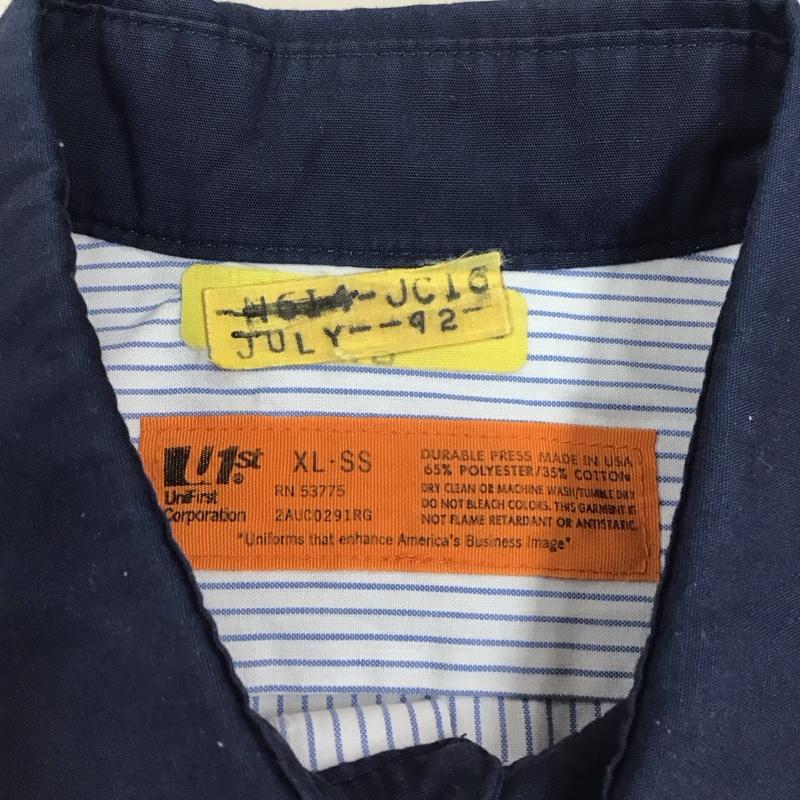 -JC16
JULY--92-
U1st®
UniFirst
Corporation
XL-SS
RN 53775
2AUC0291RG
DURABLE PRESS MADE IN USA
65% POLYESTER/35% COTTON
DRY CLEAN OR MACHINE WASH/TUMBLE DRY
DO NOT BLEACH COLORS. THIS GARMENT IS
NOT FLAME RETARDANT OR ANTISTATIC.
"Uniforms that enhance America's Business Image"